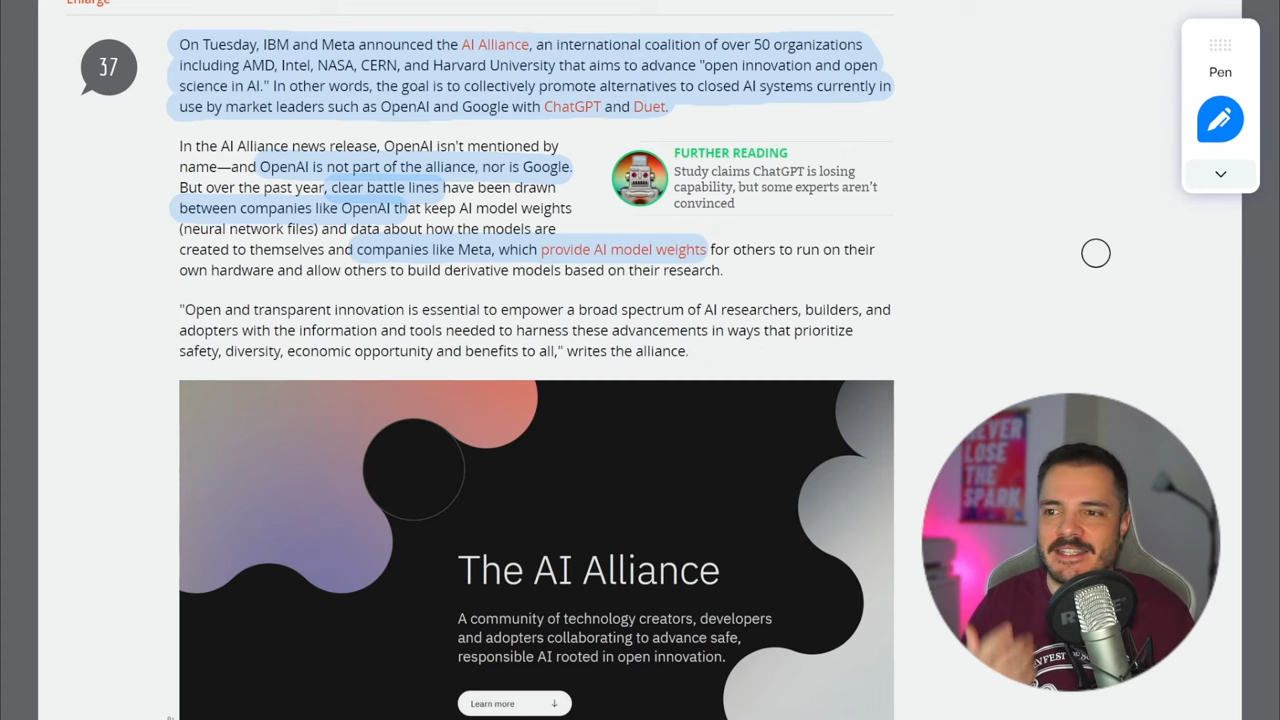 Enlarge
37
On Tuesday, IBM and Meta announced the AI Alliance, an international coalition of over 50 organizations
including AMD, Intel, NASA, CERN, and Harvard University that aims to advance "open innovation and open
science in AI." In other words, the goal is to collectively promote alternatives to closed AI systems currently in
use by market leaders such as OpenAI and Google with ChatGPT and Duet.
In the AI Alliance news release, OpenAI isn't mentioned by
name—and OpenAI is not part of the alliance, nor is Google.
But over the past year, clear battle lines have been drawn
between companies like OpenAI that keep AI model weights
(neural network files) and data about how the models are
created to themselves and companies like Meta, which provide AI model weights for others to run on their
own hardware and allow others to build derivative models based on their research.
FURTHER READING
Study claims ChatGPT is losing
capability, but some experts aren't
convinced
"Open and transparent innovation is essential to empower a broad spectrum of AI researchers, builders, and
adopters with the information and tools needed to harness these advancements in ways that prioritize
safety, diversity, economic opportunity and benefits to all," writes the alliance.
The AI Alliance
A community of technology creators, developers
and adopters collaborating to advance safe,
responsible AI rooted in open innovation.
Learn more
Pen
NEVER
LOSE
THE
SPARK